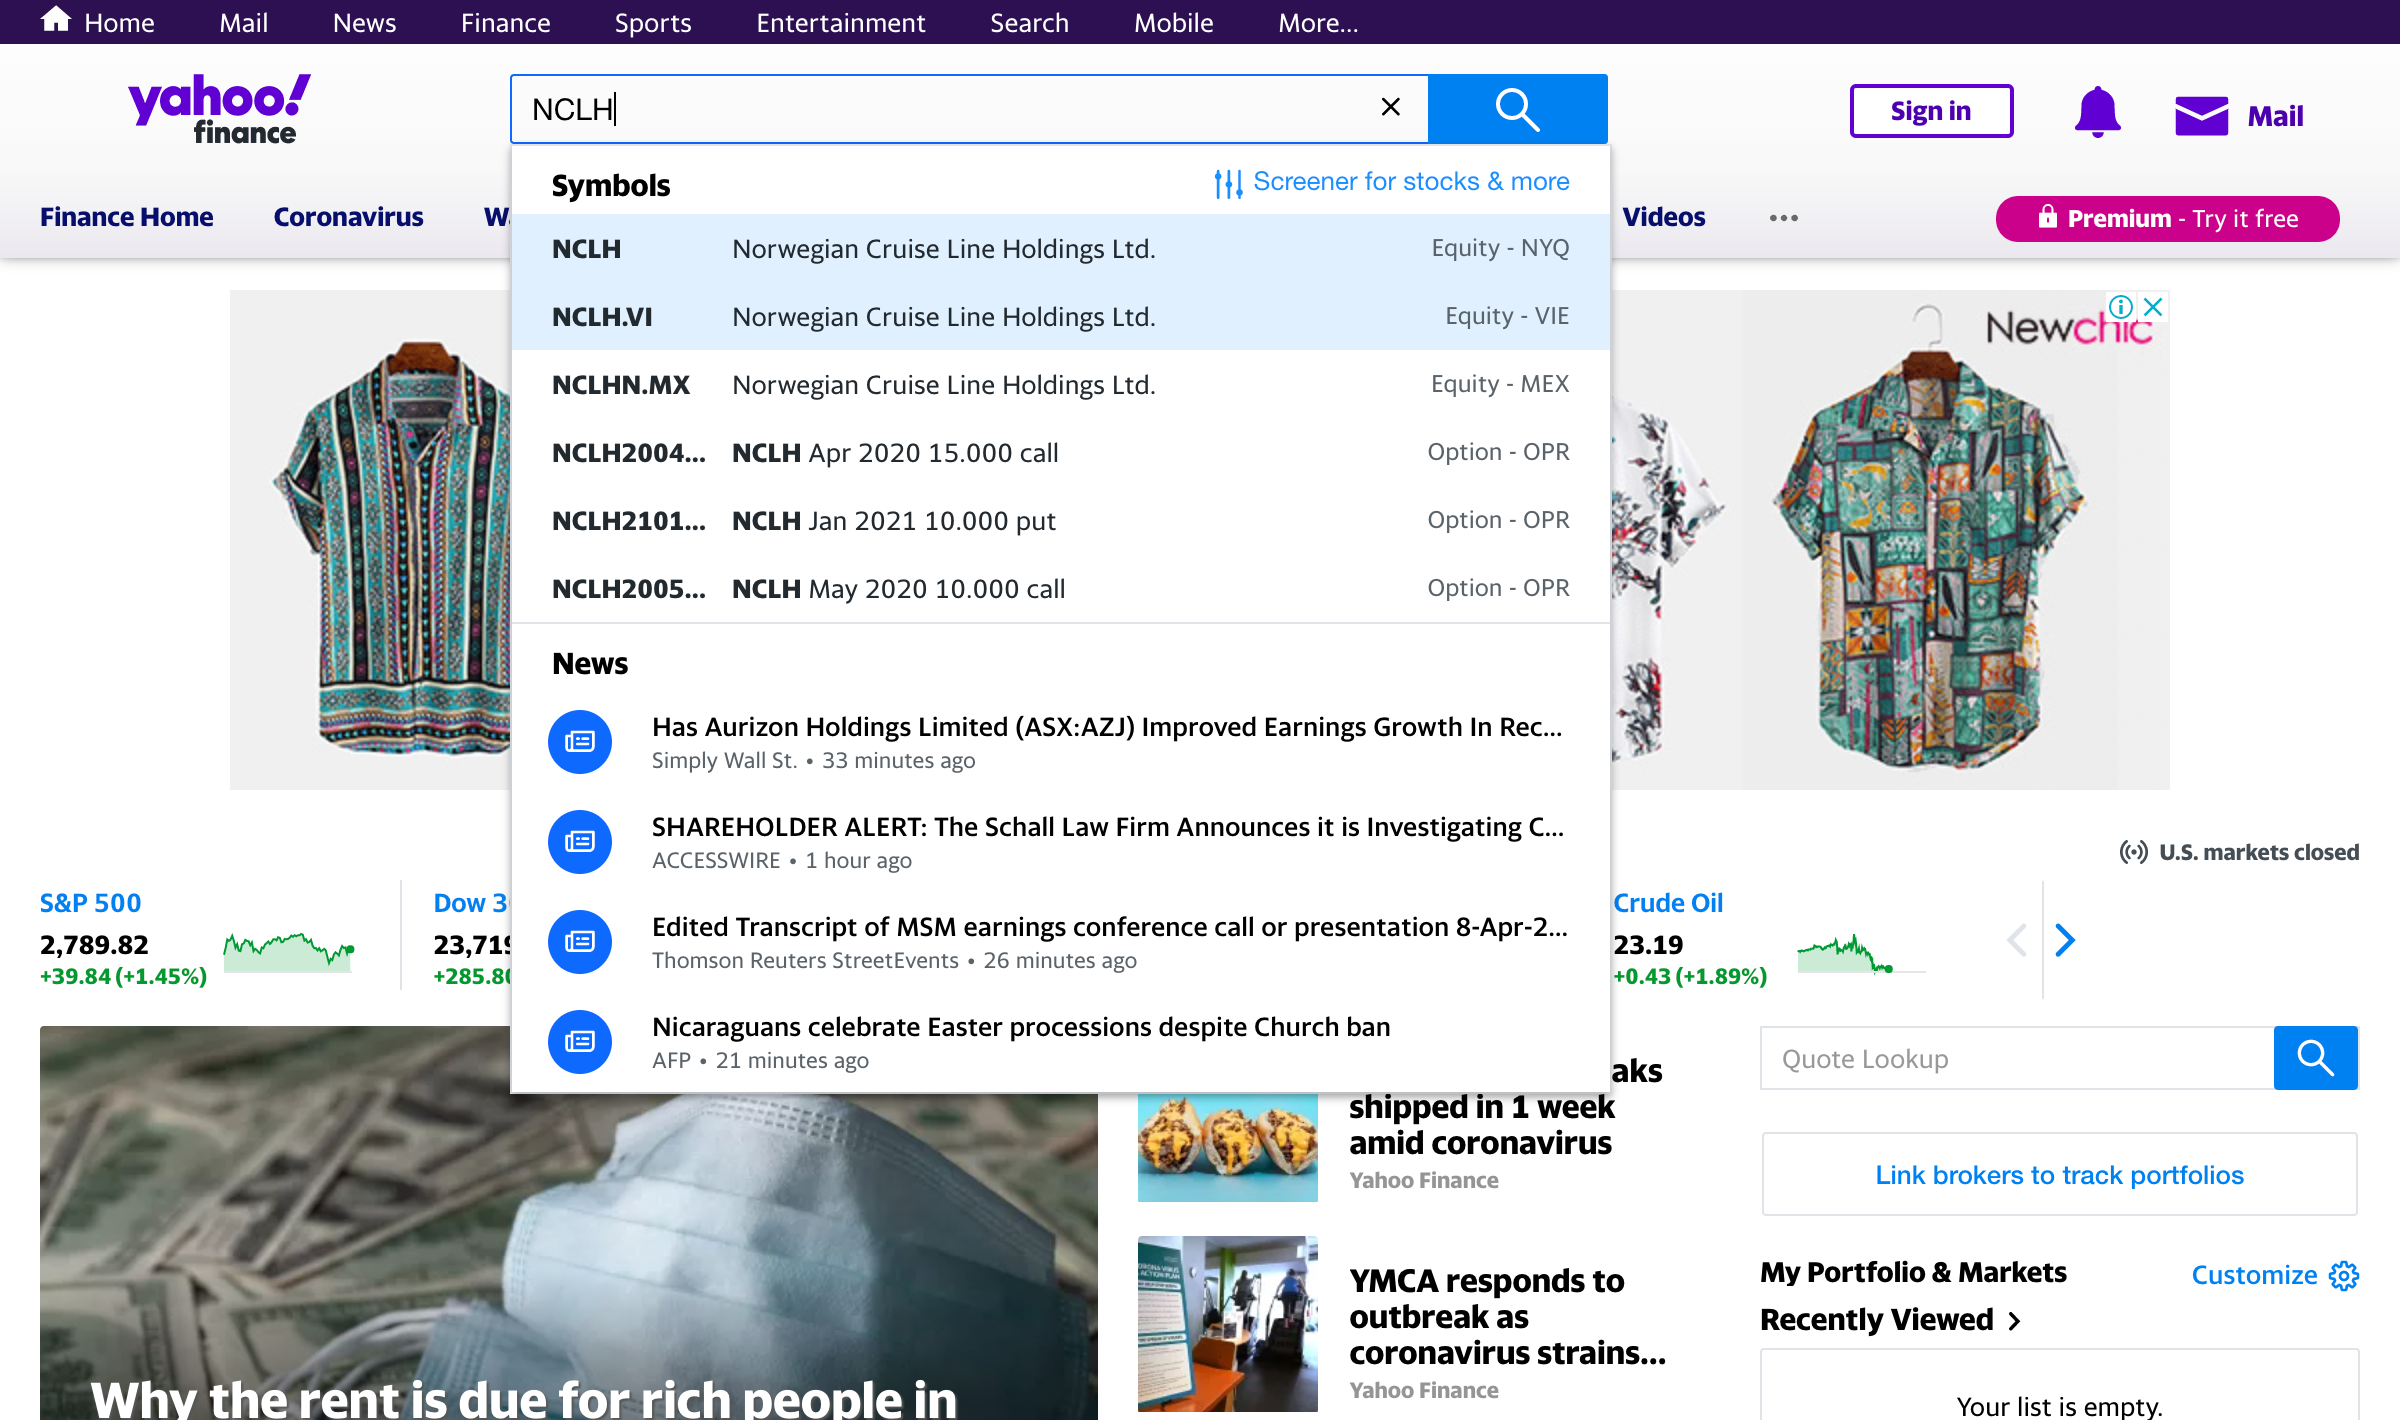 Home Mail News Finance Sports Entertainment Search Mobile More...
yahoo!
finance
NCLH
Sign in
Mail
Finance Home Coronavirus W
Videos
Premium - Try it free
Symbols
Screener for stocks & more
NCLH Norwegian Cruise Line Holdings Ltd. Equity - NYQ
NCLH.VI Norwegian Cruise Line Holdings Ltd. Equity - VIE
NCLHN.MX Norwegian Cruise Line Holdings Ltd. Equity - MEX
NCLH2004... NCLH Apr 2020 15.000 call Option - OPR
NCLH2101... NCLH Jan 2021 10.000 put Option - OPR
NCLH2005... NCLH May 2020 10.000 call Option - OPR
News
Has Aurizon Holdings Limited (ASX:AZJ) Improved Earnings Growth In Rec...
Simply Wall St. • 33 minutes ago
SHAREHOLDER ALERT: The Schall Law Firm Announces it is Investigating C...
ACCESSWIRE • 1 hour ago
Edited Transcript of MSM earnings conference call or presentation 8-Apr-2...
Thomson Reuters StreetEvents • 26 minutes ago
Nicaraguans celebrate Easter processions despite Church ban
AFP • 21 minutes ago
Newchic
U.S. markets closed
S&P 500
2,789.82
+39.84 (+1.45%)
Dow 3
23,719
+285.80
Crude Oil
23.19
+0.43 (+1.89%)
Why the rent is due for rich people in
aks
shipped in 1 week
amid coronavirus
Yahoo Finance
YMCA responds to
outbreak as
coronavirus strains...
Yahoo Finance
Quote Lookup
Link brokers to track portfolios
My Portfolio & Markets
Customize
Recently Viewed
Your list is empty.